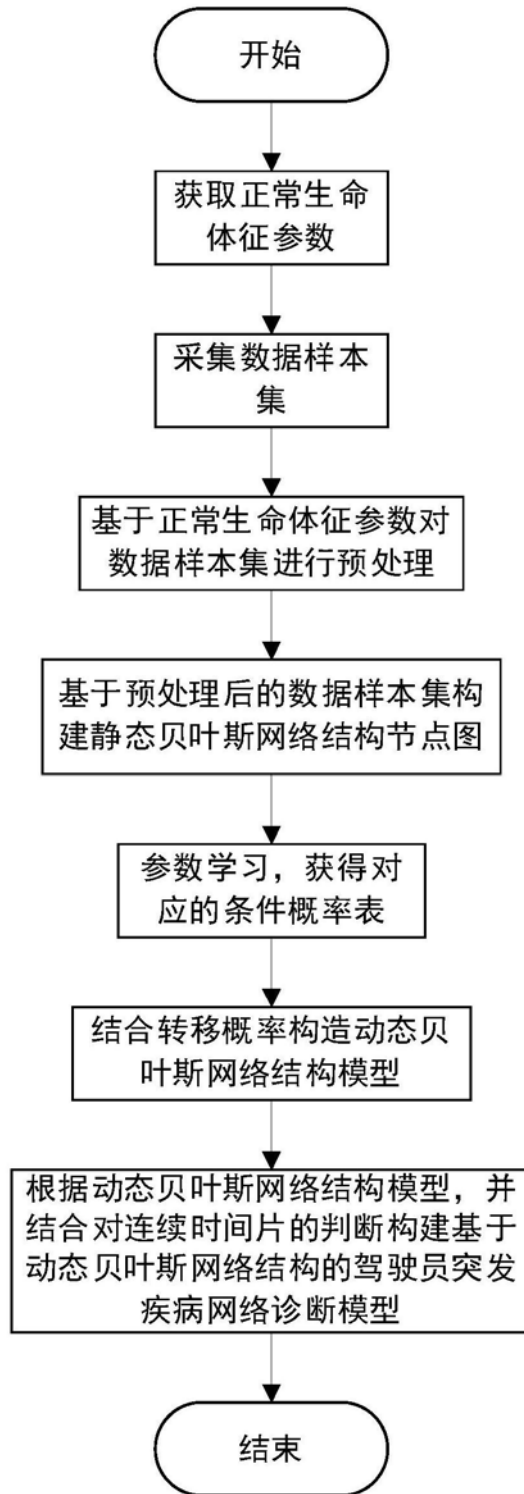 开始
获取正常生命
体征参数
采集数据样本
集
基于正常生命体征参数对
数据样本集进行预处理
基于预处理后的数据样本集构
建静态贝叶斯网络结构节点图
参数学习，获得对
应的条件概率表
结合转移概率构造动态贝
叶斯网络结构模型
根据动态贝叶斯网络结构模型，并
结合对连续时间片的判断构建基于
动态贝叶斯网络结构的驾驶员突发
疾病网络诊断模型
结束